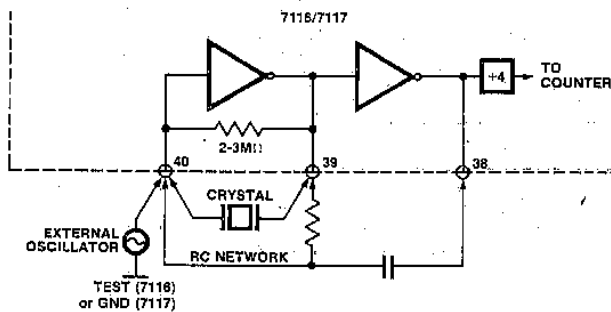 7116/7117
÷4
TO
COUNTER
2-3MΩ
40
39
38
CRYSTAL
EXTERNAL
OSCILLATOR
RC NETWORK
TEST (7116)
or GND (7117)